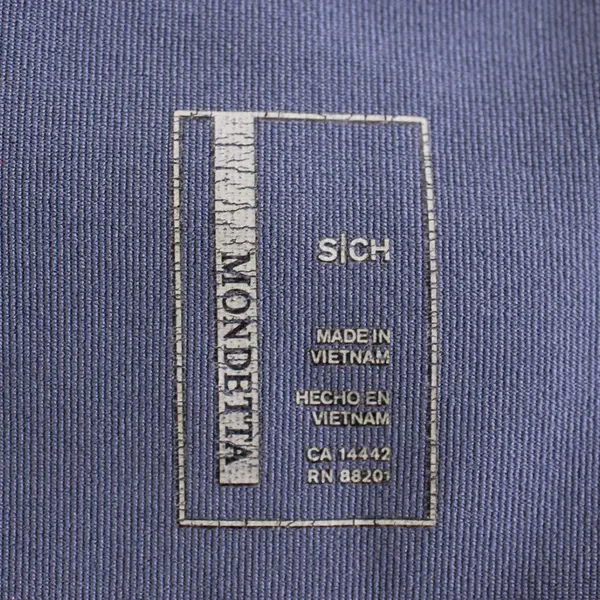 MONDETTA
S|CH
MADE IN
VIETNAM
HECHO EN
VIETNAM
CA 14442
RN 88201